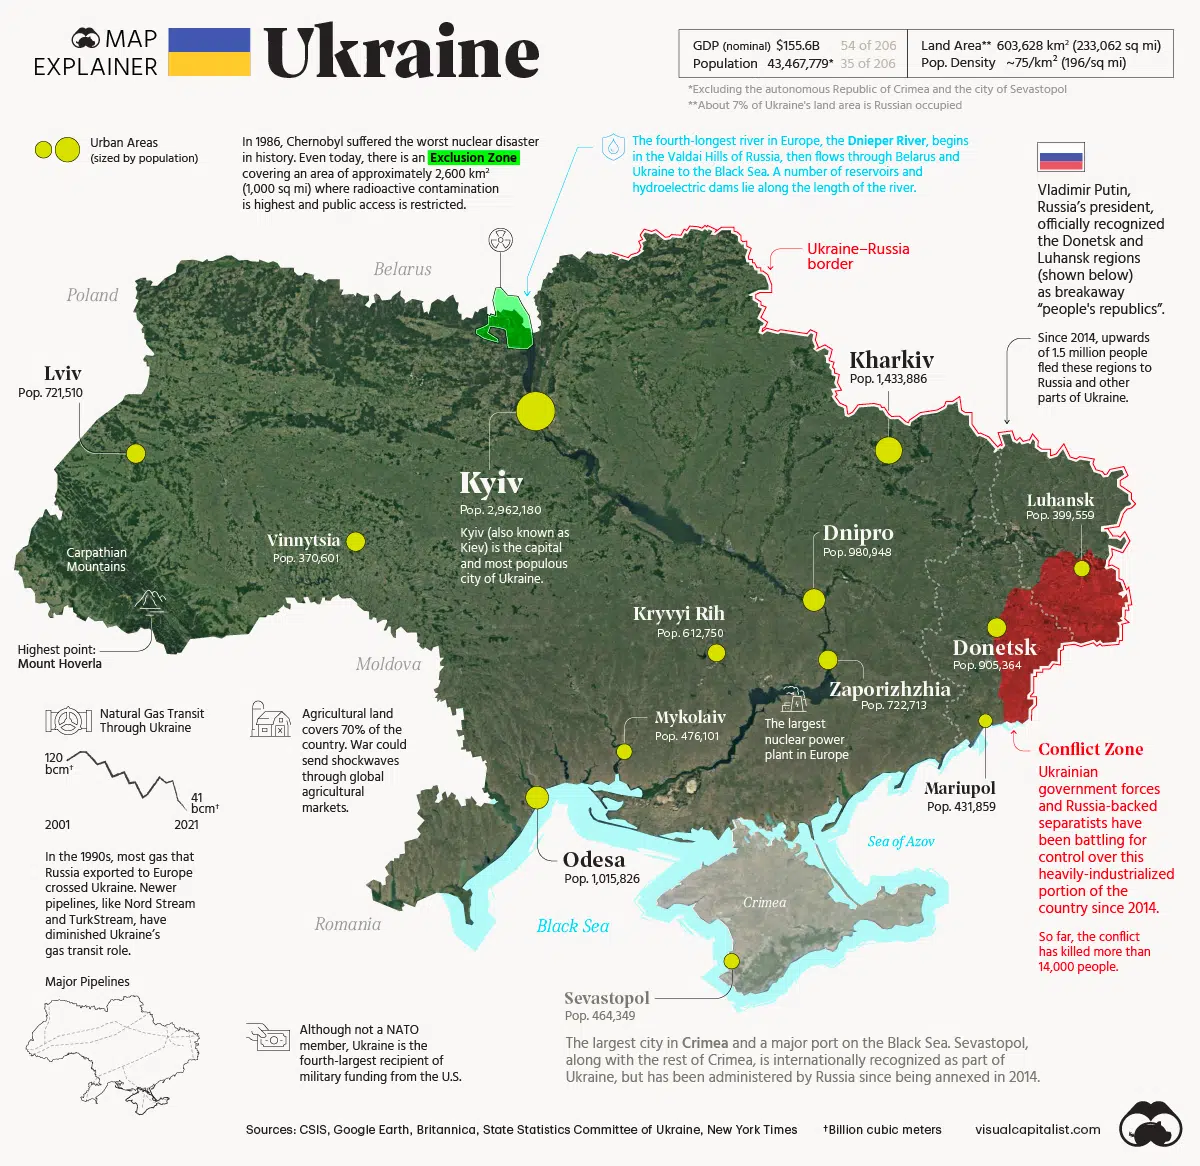 MAP
EXPLAINER
Ukraine
GDP (nominal) $155.6B 54 of 206
Population 43,467,779* 35 of 206
Land Area** 603,628 km² (233,062 sq mi)
Pop. Density ~75/km² (196/sq mi)
*Excluding the autonomous Republic of Crimea and the city of Sevastopol
**About 7% of Ukraine's land area is Russian occupied
Urban Areas
(sized by population)
In 1986, Chernobyl suffered the worst nuclear disaster
in history. Even today, there is an Exclusion Zone
covering an area of approximately 2,600 km²
(1,000 sq mi) where radioactive contamination
is highest and public access is restricted.
The fourth-longest river in Europe, the Dnieper River, begins
in the Valdai Hills of Russia, then flows through Belarus and
Ukraine to the Black Sea. A number of reservoirs and
hydroelectric dams lie along the length of the river.
Vladimir Putin,
Russia's president,
officially recognized
the Donetsk and
Luhansk regions
(shown below)
as breakaway
“people's republics”.
Since 2014, upwards
of 1.5 million people
fled these regions to
Russia and other
parts of Ukraine.
Ukraine–Russia
border
Belarus
Poland
Lviv
Pop. 721,510
Kharkiv
Pop. 1,433,886
Kyiv
Pop. 2,962,180
Kyiv (also known as
Kiev) is the capital
and most populous
city of Ukraine.
Luhansk
Pop. 399,559
Vinnytsia
Pop. 370,601
Dnipro
Pop. 980,948
Carpathian
Mountains
Kryvyi Rih
Pop. 612,750
Donetsk
Pop. 905,364
Highest point:
Mount Hoverla
Moldova
Zaporizhzhia
Pop. 722,713
The largest
nuclear power
plant in Europe
Mykolaiv
Pop. 476,101
Natural Gas Transit
Through Ukraine
120
bcm†
41
bcm†
2001 2021
Agricultural land
covers 70% of the
country. War could
send shockwaves
through global
agricultural
markets.
Mariupol
Pop. 431,859
Conflict Zone
Ukrainian
government forces
and Russia-backed
separatists have
been battling for
control over this
heavily-industrialized
portion of the
country since 2014.
So far, the conflict
has killed more than
14,000 people.
Sea of Azov
Odesa
Pop. 1,015,826
In the 1990s, most gas that
Russia exported to Europe
crossed Ukraine. Newer
pipelines, like Nord Stream
and TurkStream, have
diminished Ukraine's
gas transit role.
Romania
Black Sea
Crimea
Major Pipelines
Sevastopol
Pop. 464,349
The largest city in Crimea and a major port on the Black Sea. Sevastopol,
along with the rest of Crimea, is internationally recognized as part of
Ukraine, but has been administered by Russia since being annexed in 2014.
Although not a NATO
member, Ukraine is the
fourth-largest recipient of
military funding from the U.S.
Sources: CSIS, Google Earth, Britannica, State Statistics Committee of Ukraine, New York Times
†Billion cubic meters
visualcapitalist.com